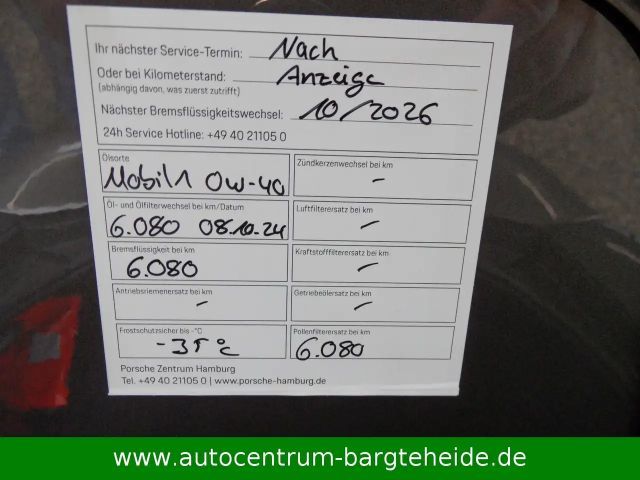 Ihr nächster Service-Termin: Nach
Oder bei Kilometerstand: Anzeige
(abhängig davon, was zuerst zutrifft)
Nächster Bremsflüssigkeitswechsel: 10/2026
24h Service Hotline: +49 40 21105 0
Ölsorte
Mobil 1 0W-40
Zündkerzenwechsel bei km
-
Öl- und Ölfilterwechsel bei km/Datum
6.080 08.10.24
Luftfilterersatz bei km
-
Bremsflüssigkeit bei km
6.080
Kraftstofffilterersatz bei km
-
Antriebsriemenersatz bei km
-
Getriebeölersatz bei km
-
Frostschutzsicher bis -°C
-35°C
Pollenfilterersatz bei km
6.080
Porsche Zentrum Hamburg
Tel. +49 40 21105 0 | www.porsche-hamburg.de
www.autocentrum-bargteheide.de